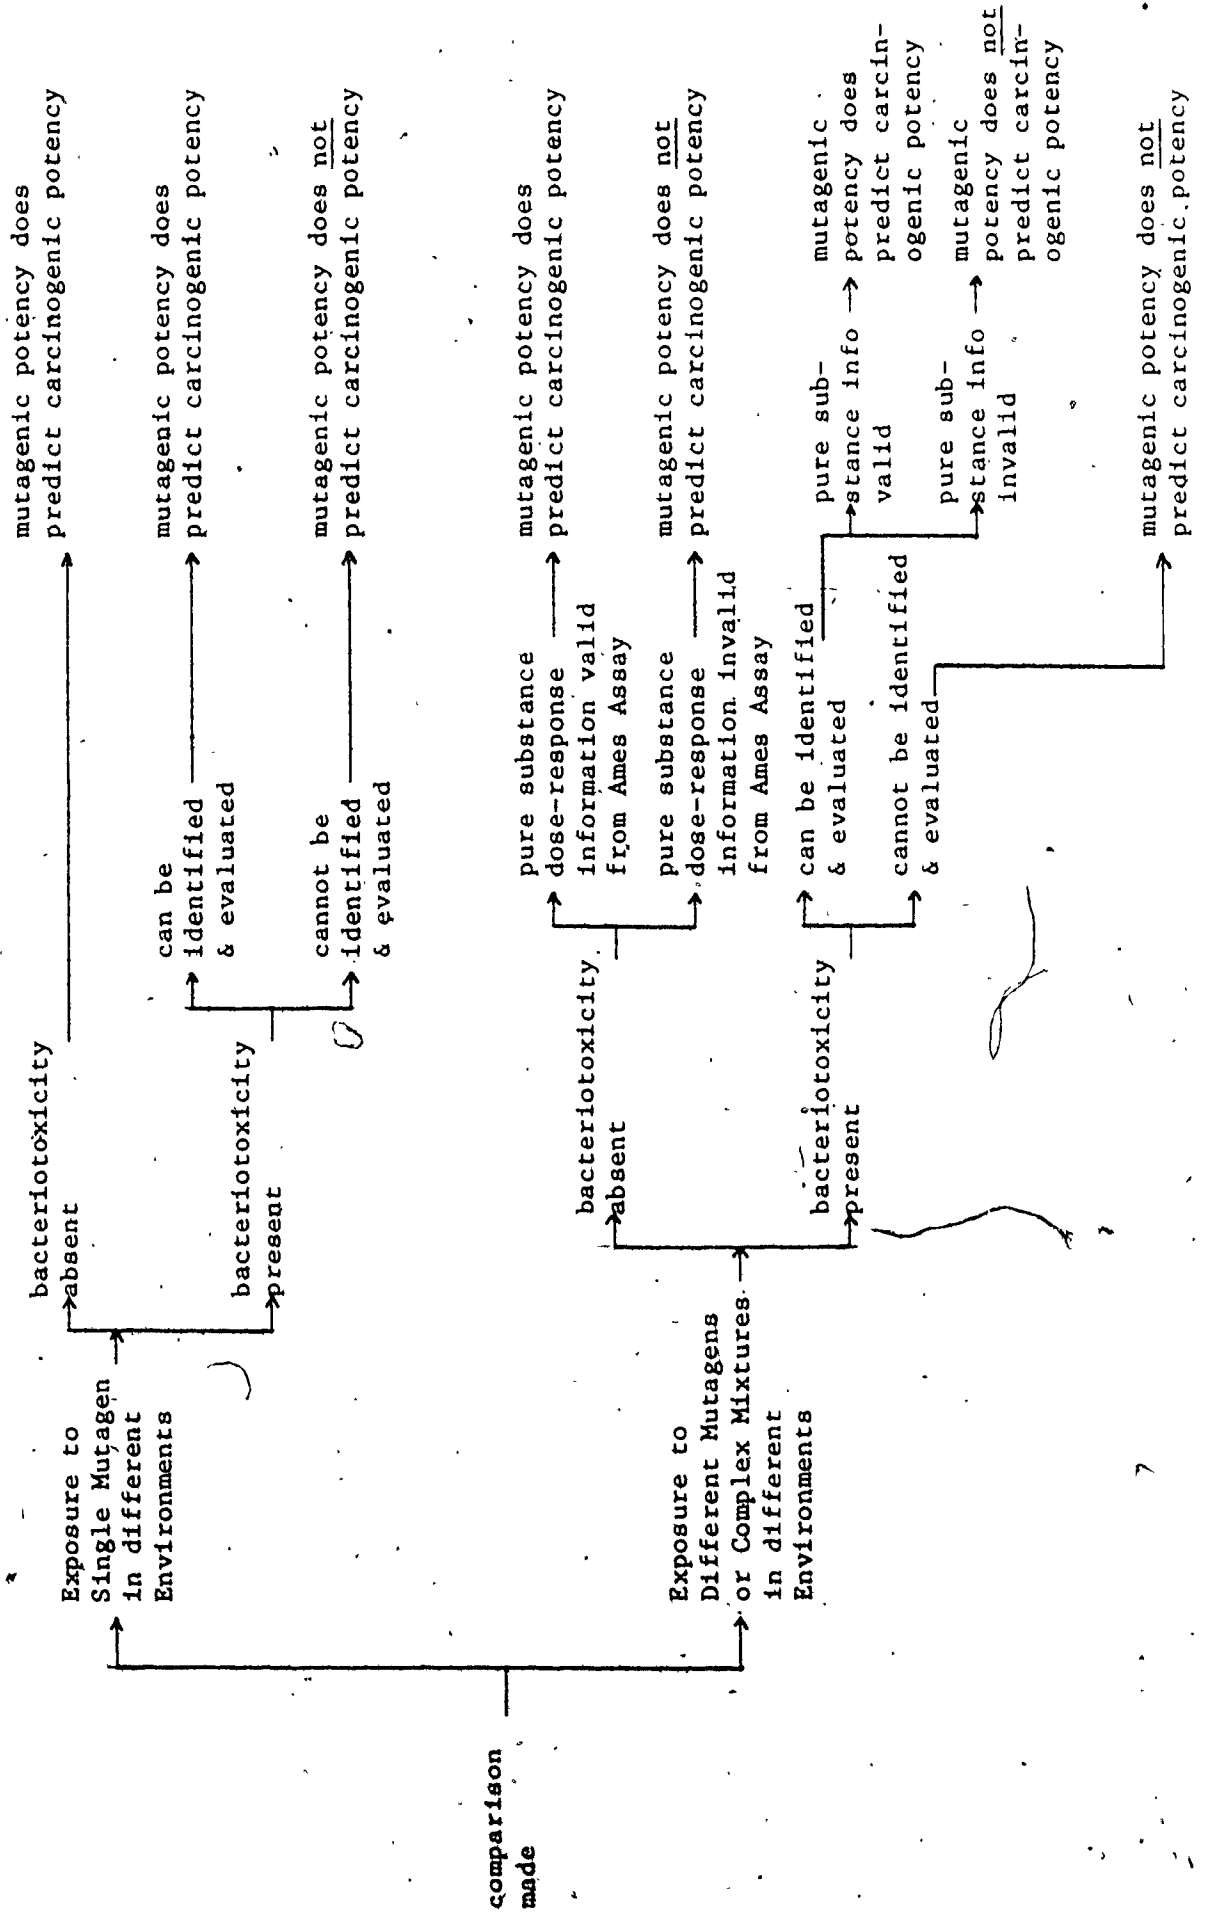 comparison
made
Exposure to
Single Mutagen
in different
Environments
bacteriotoxicity
absent
mutagenic potency does
predict carcinogenic potency
bacteriotoxicity
present
can be
identified
& evaluated
mutagenic potency does
predict carcinogenic potency
cannot be
identified
& evaluated
mutagenic potency does not
predict carcinogenic potency
Exposure to
Different Mutagens
or Complex Mixtures
in different
Environments
bacteriotoxicity
absent
pure substance
dose-response
information valid
from Ames Assay
mutagenic potency does
predict carcinogenic potency
pure substance
dose-response
information invalid
from Ames Assay
mutagenic potency does not
predict carcinogenic potency
bacteriotoxicity
present
can be identified
& evaluated
pure sub-
stance info
valid
mutagenic
potency does
predict carcin-
ogenic potency
pure sub-
stance info
invalid
mutagenic
potency does not
predict carcin-
ogenic potency
cannot be identified
& evaluated
mutagenic potency does not
predict carcinogenic potency